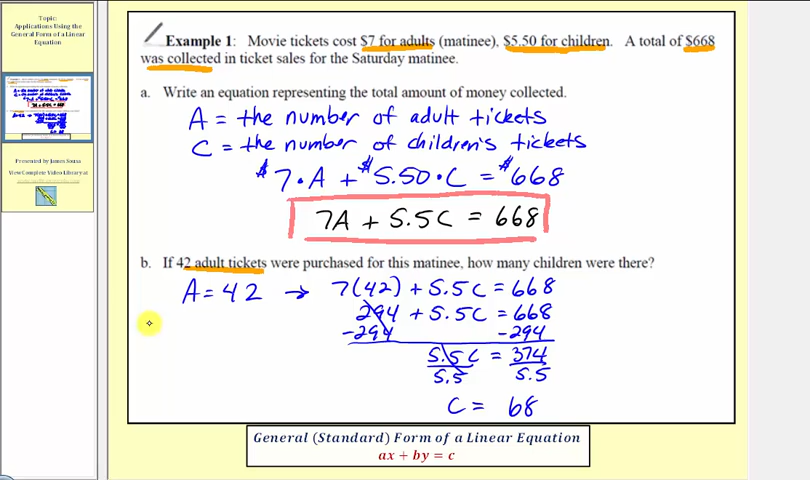 Topic:
Applications Using the
General Form of a Linear
Equation
Presented by James Sousa
View Complete Video Library at
Example 1: Movie tickets cost $7 for adults (matinee), $5.50 for children. A total of $668
was collected in ticket sales for the Saturday matinee.
a. Write an equation representing the total amount of money collected.
A = the number of adult tickets
C = the number of children's tickets
$7·A + $5.50·C = $668
7A + 5.5C = 668
b. If 42 adult tickets were purchased for this matinee, how many children were there?
A = 42 → 7(42) + 5.5C = 668
294 + 5.5C = 668
-294 -294
5.5C = 374
5.5 5.5
C = 68
General (Standard) Form of a Linear Equation
ax + by = c